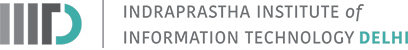 INDRAPRASTHA INSTITUTE of
INFORMATION TECHNOLOGY DELHI